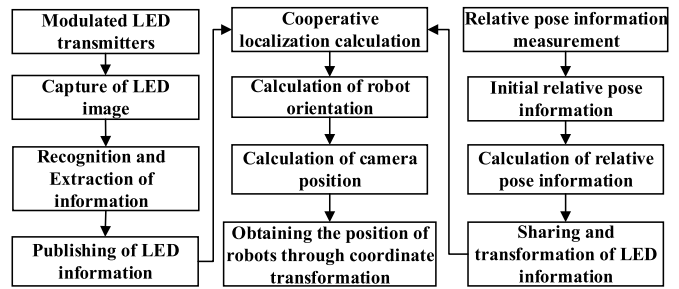 Modulated LED
transmitters
Capture of LED
image
Recognition and
Extraction of
information
Publishing of LED
information
Cooperative
localization calculation
Calculation of robot
orientation
Calculation of camera
position
Obtaining the position of
robots through coordinate
transformation
Relative pose information
measurement
Initial relative pose
information
Calculation of relative
pose information
Sharing and
transformation of LED
information